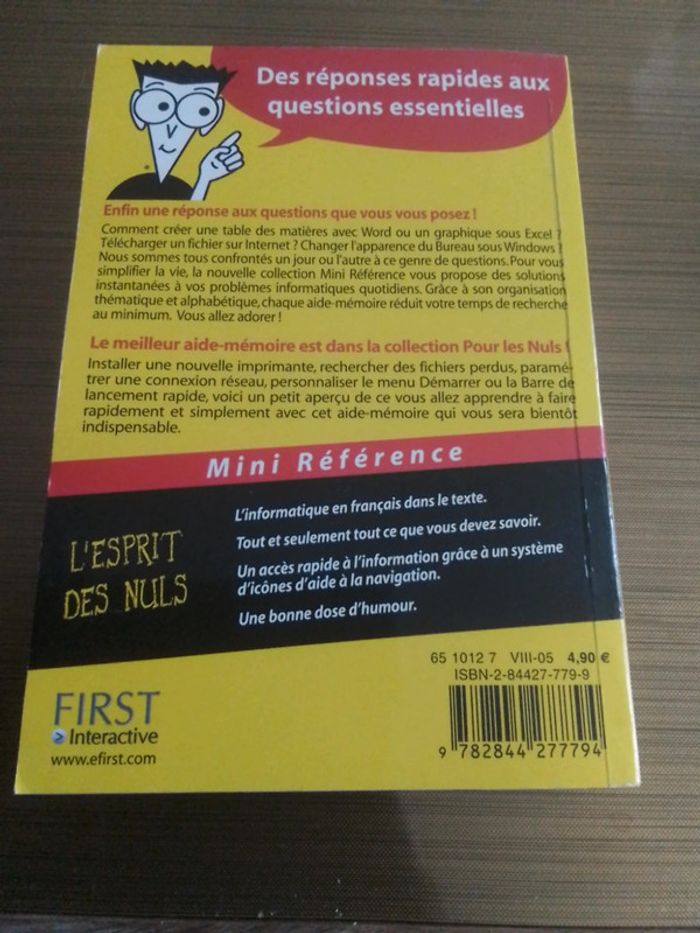 Des réponses rapides aux
questions essentielles
Enfin une réponse aux questions que vous vous posez !
Comment créer une table des matières avec Word ou un graphique sous Excel ?
Télécharger un fichier sur Internet ? Changer l'apparence du Bureau sous Windows ?
Nous sommes tous confrontés un jour ou l'autre à ce genre de questions. Pour vous
simplifier la vie, la nouvelle collection Mini Référence vous propose des solutions
instantanées à vos problèmes informatiques quotidiens. Grâce à son organisation
thématique et alphabétique, chaque aide-mémoire réduit votre temps de recherche
au minimum. Vous allez adorer !
Le meilleur aide-mémoire est dans la collection Pour les Nuls !
Installer une nouvelle imprimante, rechercher des fichiers perdus, paramé-
trer une connexion réseau, personnaliser le menu Démarrer ou la Barre de
lancement rapide, voici un petit aperçu de ce vous allez apprendre à faire
rapidement et simplement avec cet aide-mémoire qui vous sera bientôt
indispensable.
Mini Référence
L'ESPRIT
DES NULS
L'informatique en français dans le texte.
Tout et seulement tout ce que vous devez savoir.
Un accès rapide à l'information grâce à un système
d'icônes d'aide à la navigation.
Une bonne dose d'humour.
65 1012 7 VIII-05 4,90 €
ISBN-2-84427-779-9
9 782844 277794
FIRST
Interactive
www.efirst.com